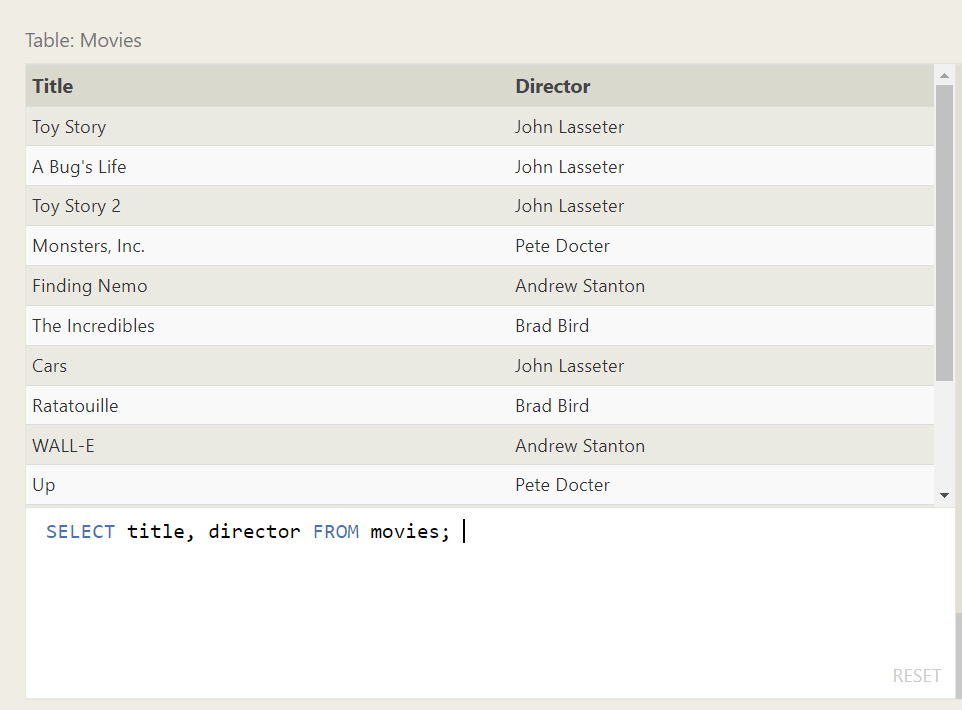 Table: Movies
Title Director
Toy Story John Lasseter
A Bug's Life John Lasseter
Toy Story 2 John Lasseter
Monsters, Inc. Pete Docter
Finding Nemo Andrew Stanton
The Incredibles Brad Bird
Cars John Lasseter
Ratatouille Brad Bird
WALL-E Andrew Stanton
Up Pete Docter
SELECT title, director FROM movies;
RESET